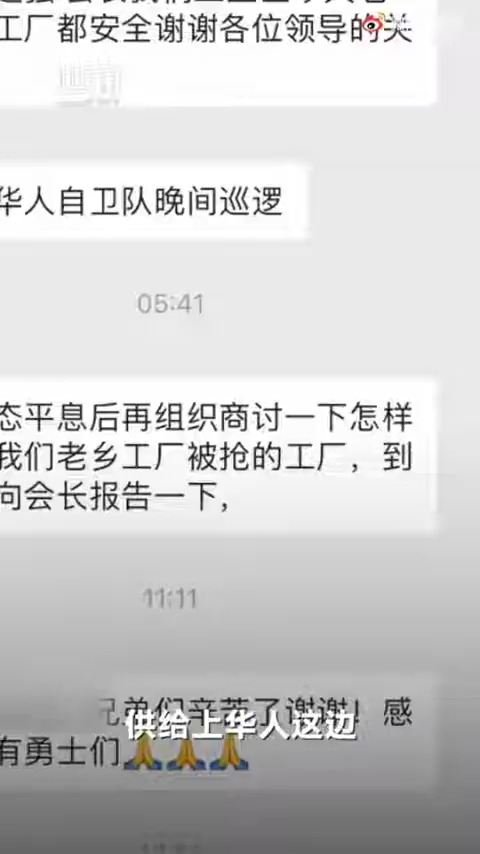 工厂都安全谢谢各位领导的关
华人自卫队晚间巡逻
05:41
态平息后再组织商讨一下怎样
我们老乡工厂被抢的工厂，到
向会长报告一下，
11:11
兄弟们辛苦了谢谢！感
供给上华人这边
有勇士们🙏🙏🙏